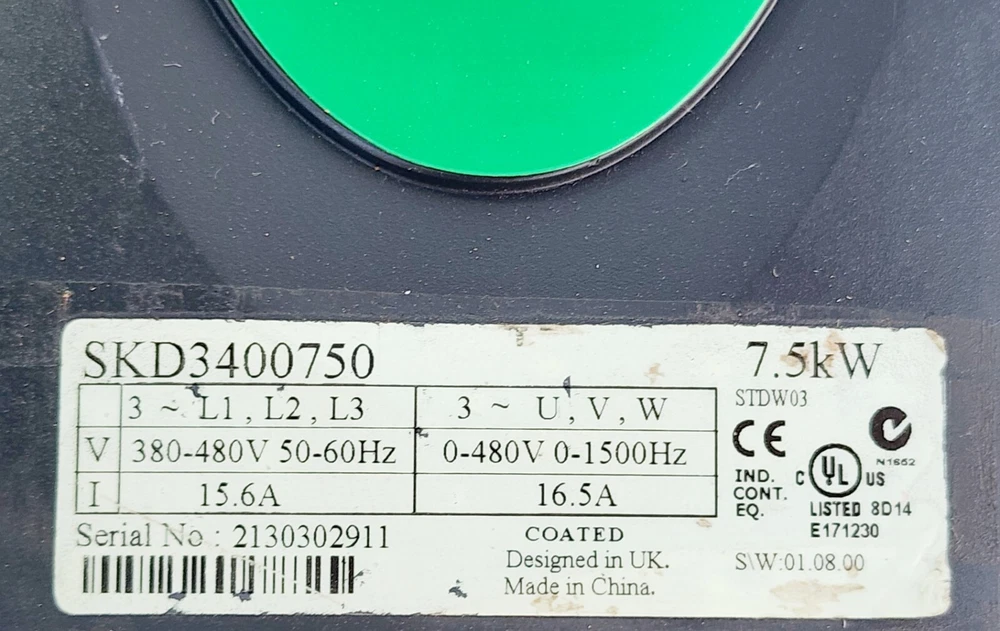 SKD3400750 7.5kW
STDW03
3 ~ L1 , L2 , L3 3 ~ U , V , W
V 380-480V 50-60Hz 0-480V 0-1500Hz
I 15.6A 16.5A
CE
N1652
IND.
CONT.
EQ.
C UL US
LISTED 8D14
E171230
Serial No : 2130302911
COATED
Designed in UK.
Made in China.
S\W:01.08.00